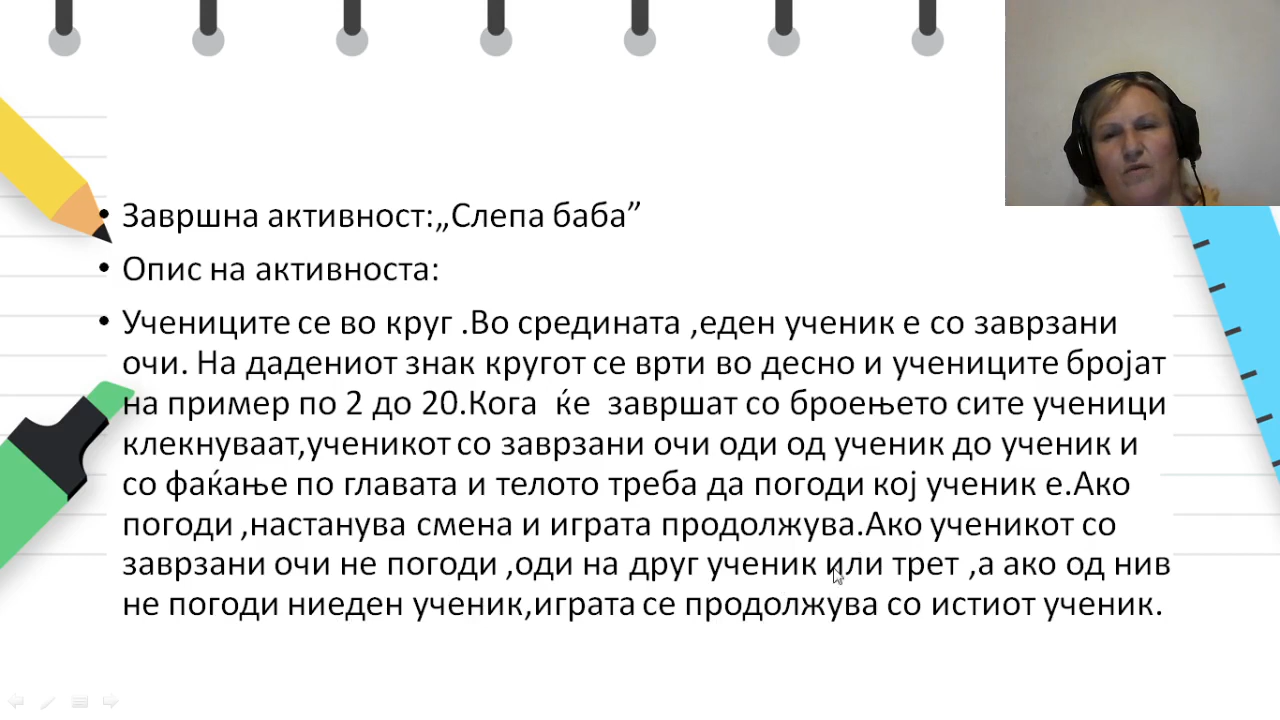 Завршна активност:„Слепа баба”
Опис на активноста:
Учениците се во круг .Во средината ,еден ученик е со заврзани
очи. На дадениот знак кругот се врти во десно и учениците бројат
на пример по 2 до 20.Кога ќе завршат со броењето сите ученици
клекнуваат,ученикот со заврзани очи оди од ученик до ученик и
со фаќање по главата и телото треба да погоди кој ученик е.Ако
погоди ,настанува смена и играта продолжува.Ако ученикот со
заврзани очи не погоди ,оди на друг ученик или трет ,а ако од нив
не погоди ниеден ученик,играта се продолжува со истиот ученик.